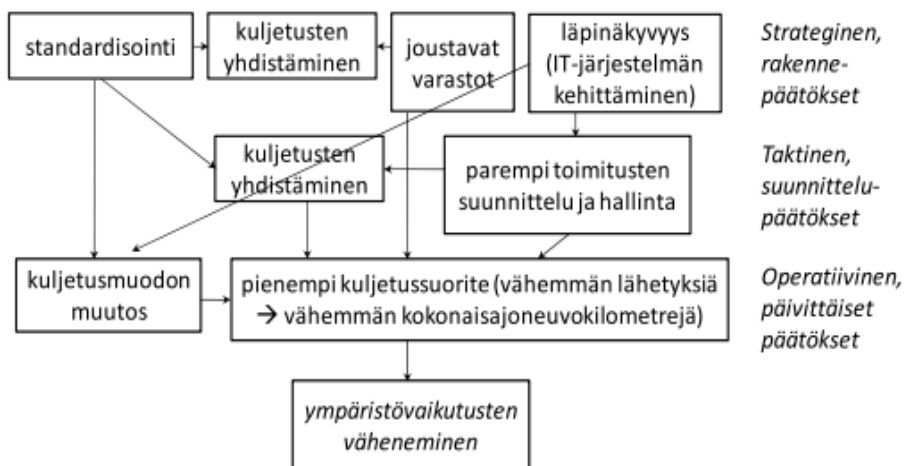 standardisointi
kuljetusten
yhdistäminen
joustavat
varastot
läpinäkyvyys
(IT-järjestelmän
kehittäminen)
Strateginen,
rakenne-
päätökset
kuljetusten
yhdistäminen
parempi toimitusten
suunnittelu ja hallinta
Taktinen,
suunnittelu-
päätökset
kuljetusmuodon
muutos
pienempi kuljetussuorite (vähemmän lähetyksiä
→ vähemmän kokonaisajoneuvokilometrejä)
Operatiivinen,
päivittäiset
päätökset
ympäristövaikutusten
väheneminen